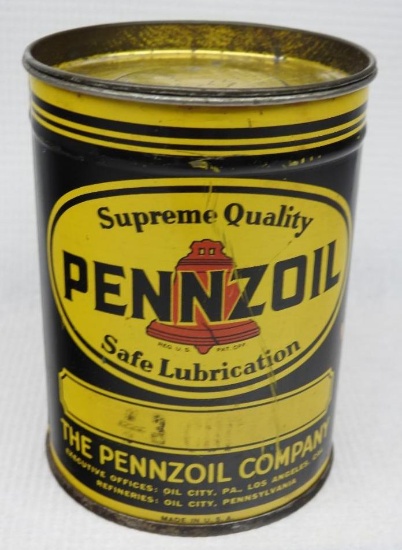 Supreme Quality
PENNZOIL
REG. U.S. PAT. OFF.
Safe Lubrication
THE PENNZOIL COMPANY
EXECUTIVE OFFICES: OIL CITY, PA., LOS ANGELES, CAL.
REFINERIES: OIL CITY, PENNSYLVANIA
MADE IN U.S.A.